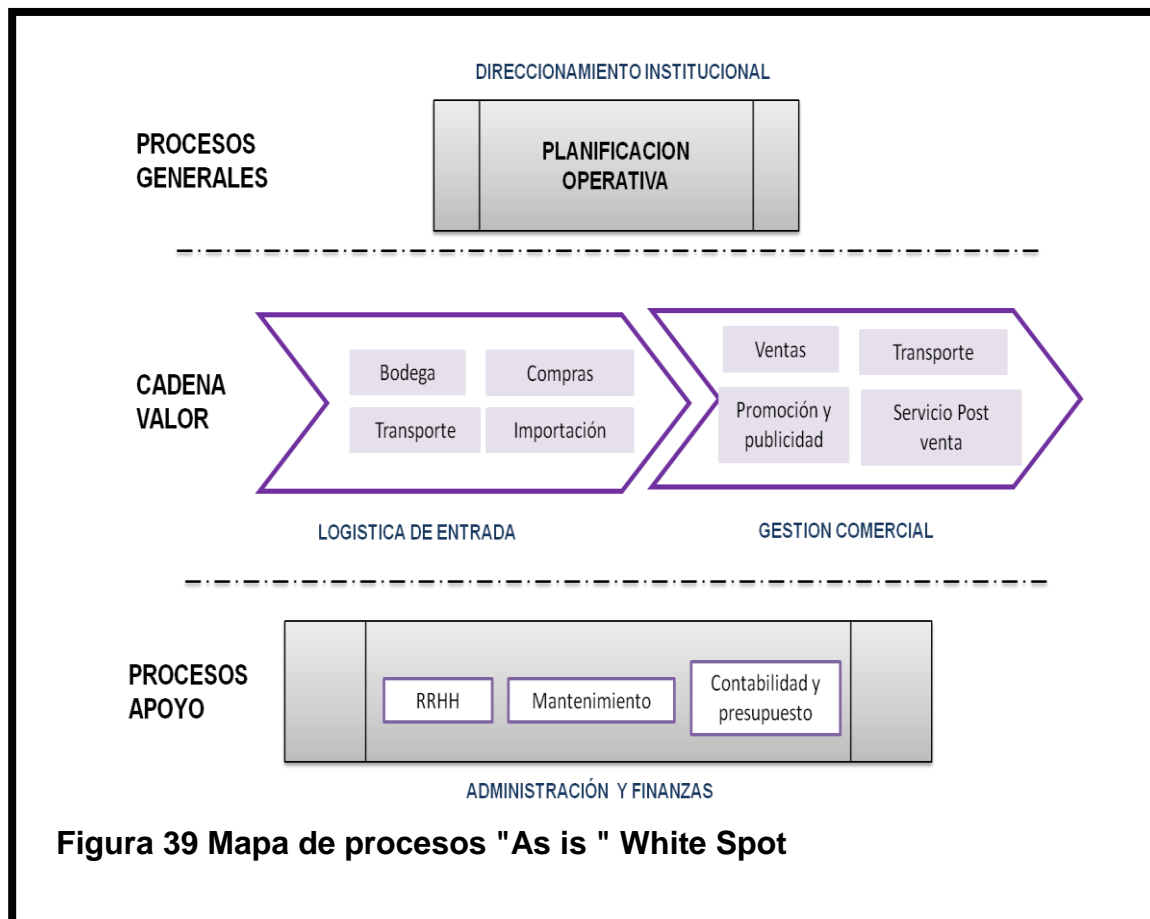 DIRECCIONAMIENTO INSTITUCIONAL
PROCESOS
GENERALES
PLANIFICACION
OPERATIVA
CADENA
VALOR
Bodega
Compras
Transporte
Importación
Ventas
Transporte
Promoción y
publicidad
Servicio Post
venta
LOGISTICA DE ENTRADA
GESTION COMERCIAL
PROCESOS
APOYO
RRHH
Mantenimiento
Contabilidad y
presupuesto
ADMINISTRACIÓN Y FINANZAS
Figura 39 Mapa de procesos "As is " White Spot